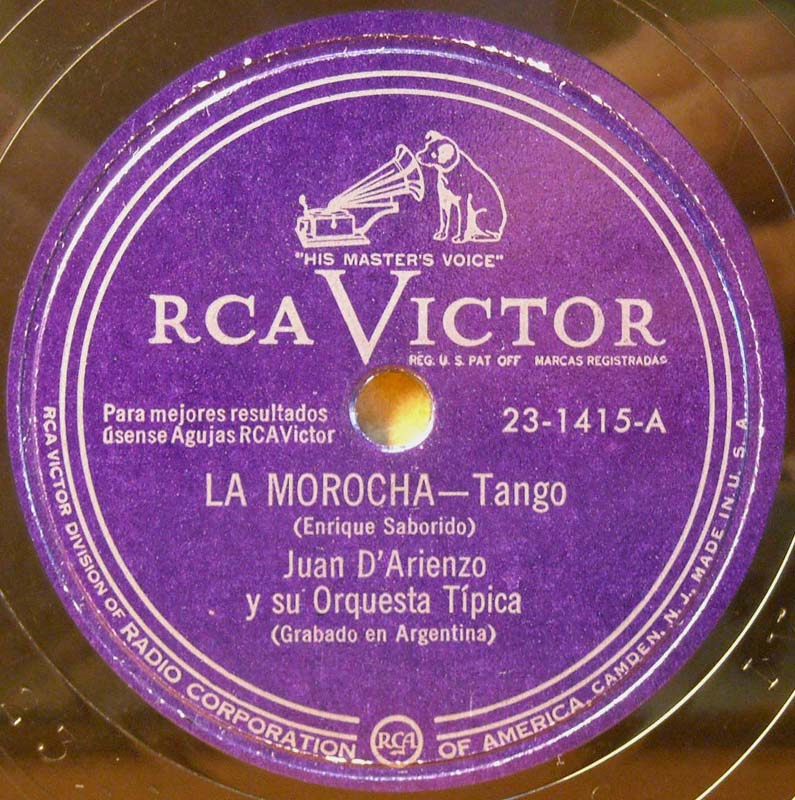 "HIS MASTER'S VOICE"
RCA VICTOR
REG. U. S. PAT OFF MARCAS REGISTRADAS
Para mejores resultados
úsense Agujas RCAVictor
23-1415-A
LA MOROCHA—Tango
(Enrique Saborido)
Juan D'Arienzo
y su Orquesta Típica
(Grabado en Argentina)
RCA VICTOR DIVISION OF RADIO CORPORATION OF AMERICA, CAMDEN, N. J., MADE IN U. S. A.
RCA